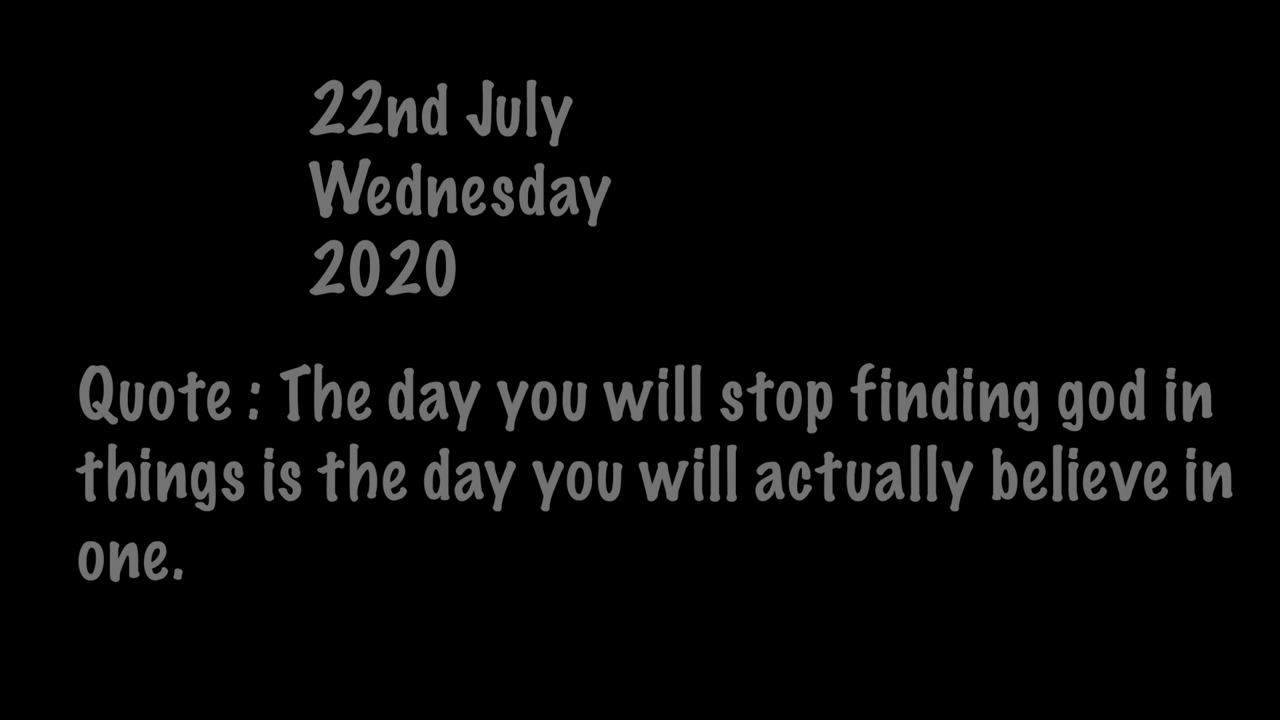 22nd July
Wednesday
2020
Quote : The day you will stop finding god in
things is the day you will actually believe in
one.